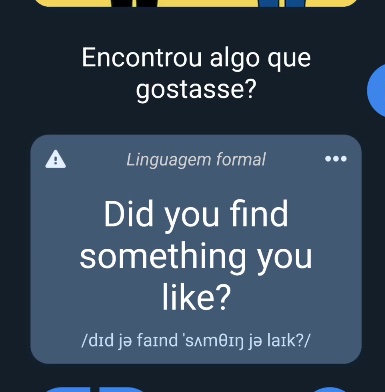 Encontrou algo que
gostasse?
Linguagem formal
Did you find
something you
like?
/dɪd jə faɪnd ˈsʌmθɪŋ jə laɪk?/